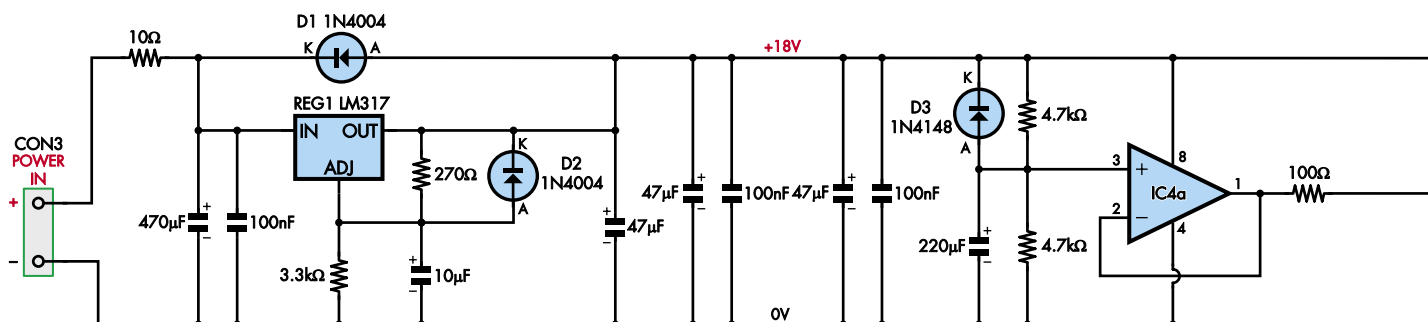 D1 1N4004
10Ω
K
A
+18V
REG1 LM317
IN
OUT
ADJ
CON3
POWER
IN
+
–
470µF
+
–
100nF
3.3kΩ
270Ω
+
10µF
–
K
D2
1N4004
A
+
47µF
–
47µF
+
–
100nF
47µF
+
–
100nF
0V
K
D3
1N4148
A
4.7kΩ
220µF
+
–
4.7kΩ
3
+
8
IC4a
1
2
–
4
100Ω